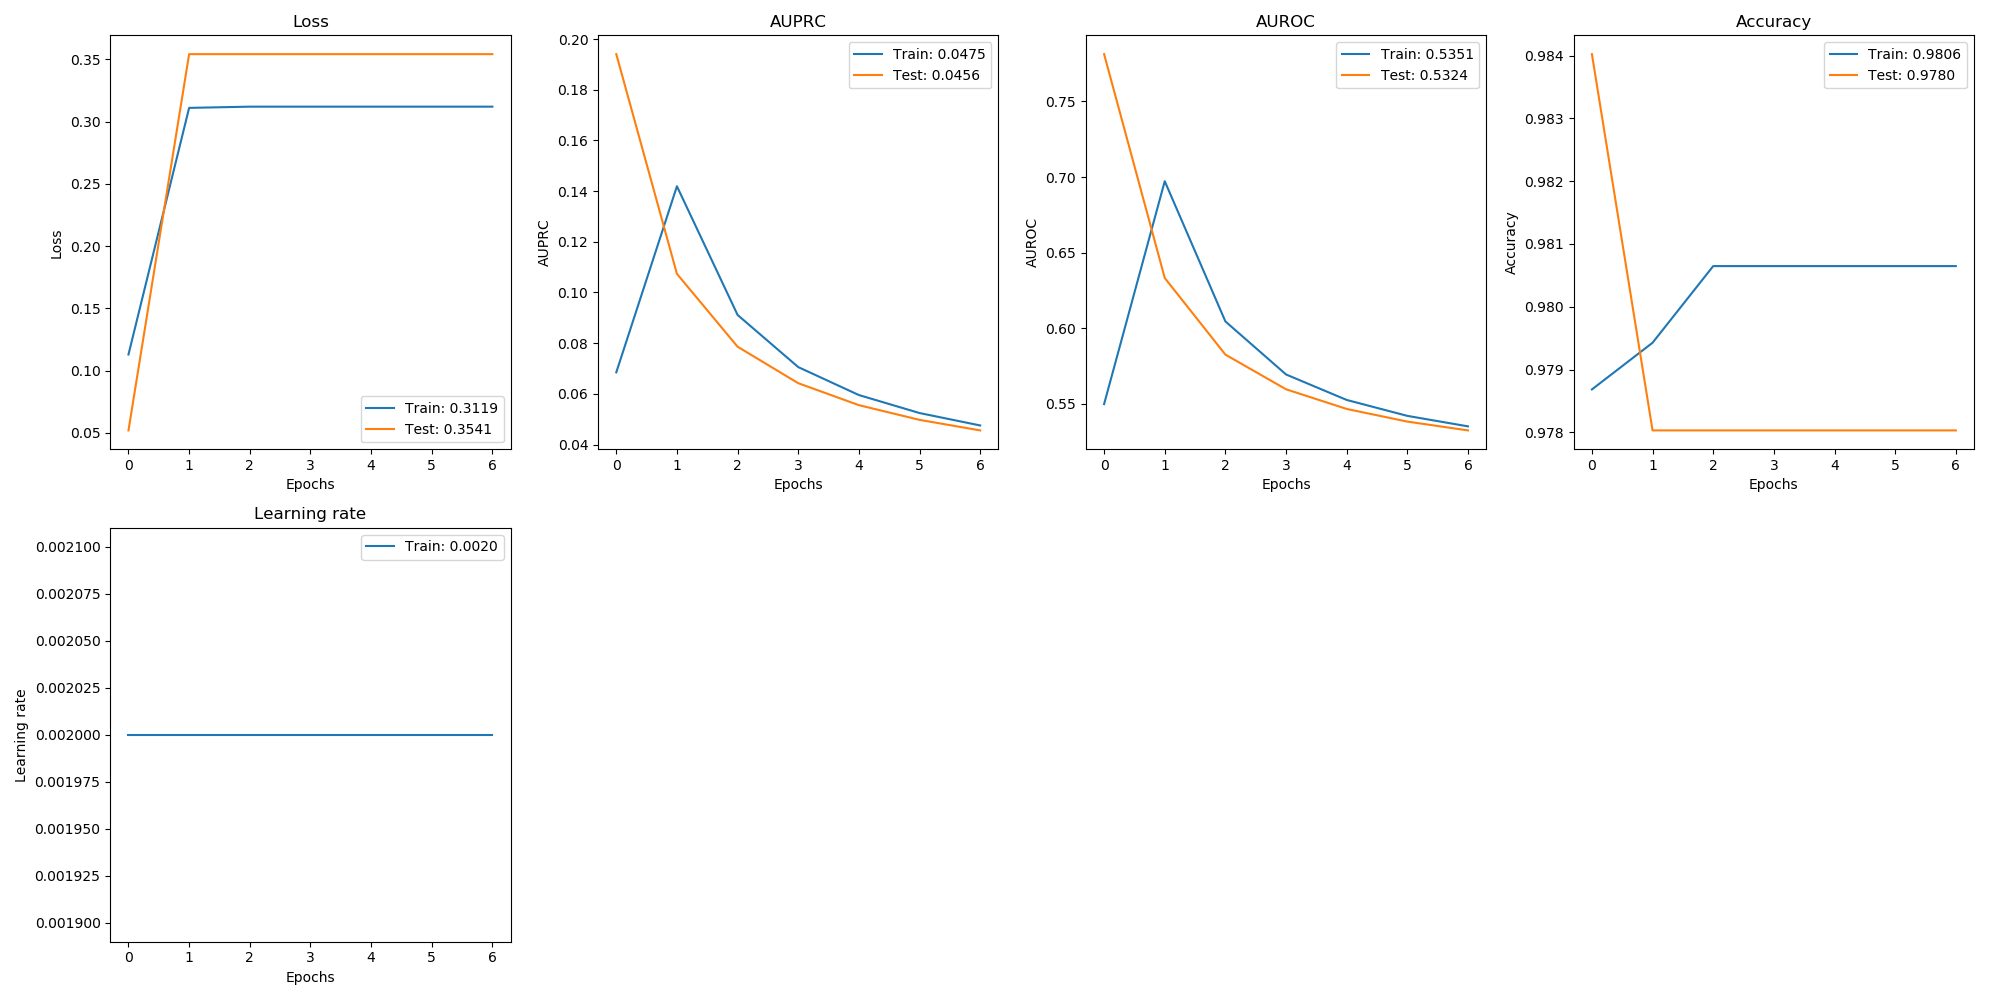 Loss
0.35
0.30
0.25
0.20
0.15
0.10
0.05
Loss
0 1 2 3 4 5 6
Epochs
Train: 0.3119
Test: 0.3541
AUPRC
0.20
0.18
0.16
0.14
0.12
0.10
0.08
0.06
0.04
AUPRC
0 1 2 3 4 5 6
Epochs
Train: 0.0475
Test: 0.0456
AUROC
0.75
0.70
0.65
0.60
0.55
AUROC
0 1 2 3 4 5 6
Epochs
Train: 0.5351
Test: 0.5324
Accuracy
0.984
0.983
0.982
0.981
0.980
0.979
0.978
Accuracy
0 1 2 3 4 5 6
Epochs
Train: 0.9806
Test: 0.9780
Learning rate
0.002100
0.002075
0.002050
0.002025
0.002000
0.001975
0.001950
0.001925
0.001900
Learning rate
0 1 2 3 4 5 6
Epochs
Train: 0.0020